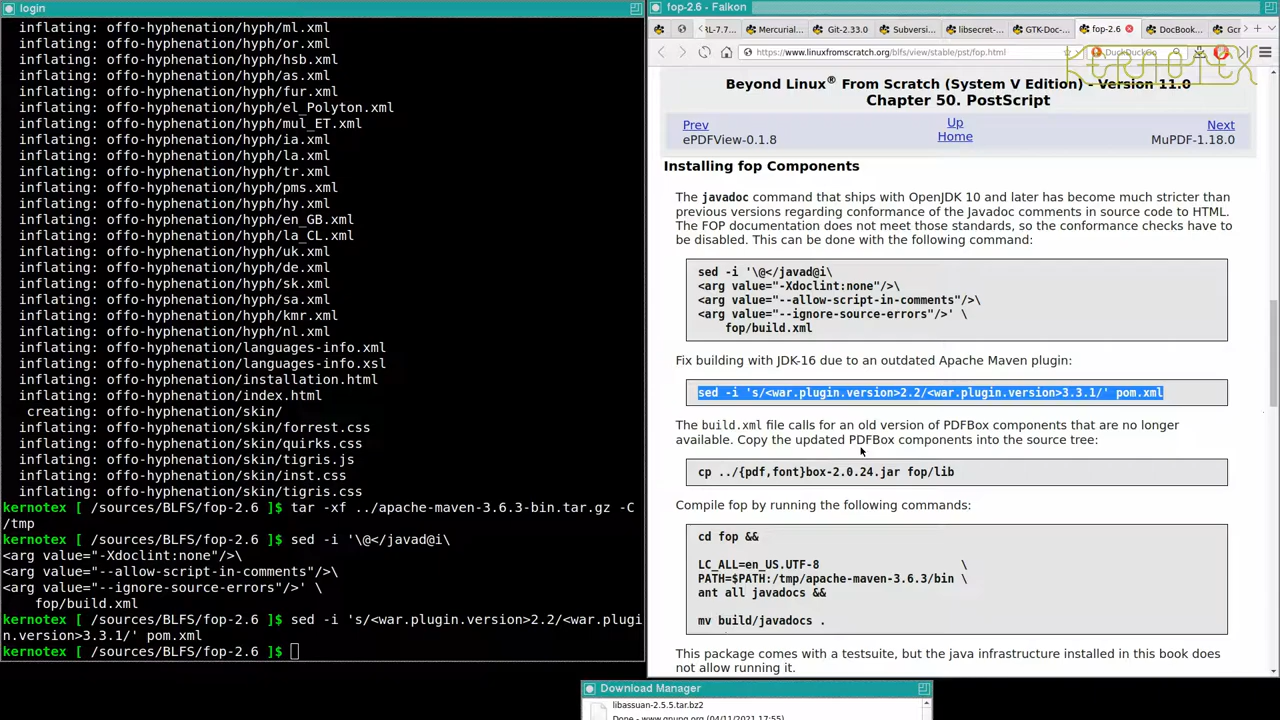 login
inflating: offo-hyphenation/hyph/ml.xml
inflating: offo-hyphenation/hyph/or.xml
inflating: offo-hyphenation/hyph/hsb.xml
inflating: offo-hyphenation/hyph/as.xml
inflating: offo-hyphenation/hyph/fur.xml
inflating: offo-hyphenation/hyph/el_Polyton.xml
inflating: offo-hyphenation/hyph/mul_ET.xml
inflating: offo-hyphenation/hyph/ia.xml
inflating: offo-hyphenation/hyph/la.xml
inflating: offo-hyphenation/hyph/tr.xml
inflating: offo-hyphenation/hyph/pms.xml
inflating: offo-hyphenation/hyph/hy.xml
inflating: offo-hyphenation/hyph/en_GB.xml
inflating: offo-hyphenation/hyph/la_CL.xml
inflating: offo-hyphenation/hyph/uk.xml
inflating: offo-hyphenation/hyph/de.xml
inflating: offo-hyphenation/hyph/sk.xml
inflating: offo-hyphenation/hyph/sa.xml
inflating: offo-hyphenation/hyph/kmr.xml
inflating: offo-hyphenation/hyph/nl.xml
inflating: offo-hyphenation/languages-info.xml
inflating: offo-hyphenation/languages-info.xsl
inflating: offo-hyphenation/installation.html
inflating: offo-hyphenation/index.html
creating: offo-hyphenation/skin/
inflating: offo-hyphenation/skin/forrest.css
inflating: offo-hyphenation/skin/quirks.css
inflating: offo-hyphenation/skin/tigris.js
inflating: offo-hyphenation/skin/inst.css
inflating: offo-hyphenation/skin/tigris.css
kernotex [ /sources/BLFS/fop-2.6 ]$ tar -xf ../apache-maven-3.6.3-bin.tar.gz -C
/tmp
kernotex [ /sources/BLFS/fop-2.6 ]$ sed -i '\@</javad@i\
<arg value="-Xdoclint:none"/>\
<arg value="--allow-script-in-comments"/>\
<arg value="--ignore-source-errors"/>' \
fop/build.xml
kernotex [ /sources/BLFS/fop-2.6 ]$ sed -i 's/<war.plugin.version>2.2/<war.plugi
n.version>3.3.1/' pom.xml
kernotex [ /sources/BLFS/fop-2.6 ]$
fop-2.6 - Falkon
RL-7.7... Mercurial... Git-2.33.0 Subversi... libsecret-... GTK-Doc-... fop-2.6 DocBook... Gcr
https://www.linuxfromscratch.org/blfs/view/stable/pst/fop.html DuckDuckGo
KERNOTEX
Beyond Linux® From Scratch (System V Edition) - Version 11.0
Chapter 50. PostScript
Prev Up Next
ePDFView-0.1.8 Home MuPDF-1.18.0
Installing fop Components
The javadoc command that ships with OpenJDK 10 and later has become much stricter than
previous versions regarding conformance of the Javadoc comments in source code to HTML.
The FOP documentation does not meet those standards, so the conformance checks have to
be disabled. This can be done with the following command:
sed -i '\@</javad@i\
<arg value="-Xdoclint:none"/>\
<arg value="--allow-script-in-comments"/>\
<arg value="--ignore-source-errors"/>' \
fop/build.xml
Fix building with JDK-16 due to an outdated Apache Maven plugin:
sed -i 's/<war.plugin.version>2.2/<war.plugin.version>3.3.1/' pom.xml
The build.xml file calls for an old version of PDFBox components that are no longer
available. Copy the updated PDFBox components into the source tree:
cp ../{pdf,font}box-2.0.24.jar fop/lib
Compile fop by running the following commands:
cd fop &&
LC_ALL=en_US.UTF-8 \
PATH=$PATH:/tmp/apache-maven-3.6.3/bin \
ant all javadocs &&
mv build/javadocs .
This package comes with a testsuite, but the java infrastructure installed in this book does
not allow running it.
Download Manager
libassuan-2.5.5.tar.bz2
Done - www.gnupg.org (04/11/2021 17:55)